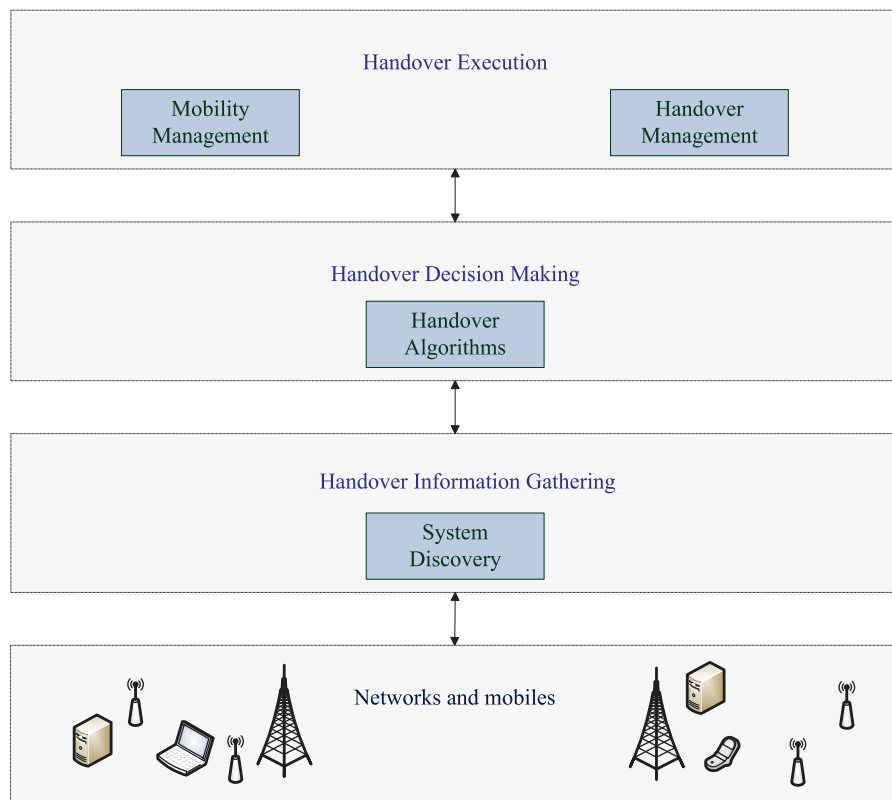 Handover Execution
Mobility
Management
Handover
Management
Handover Decision Making
Handover
Algorithms
Handover Information Gathering
System
Discovery
Networks and mobiles